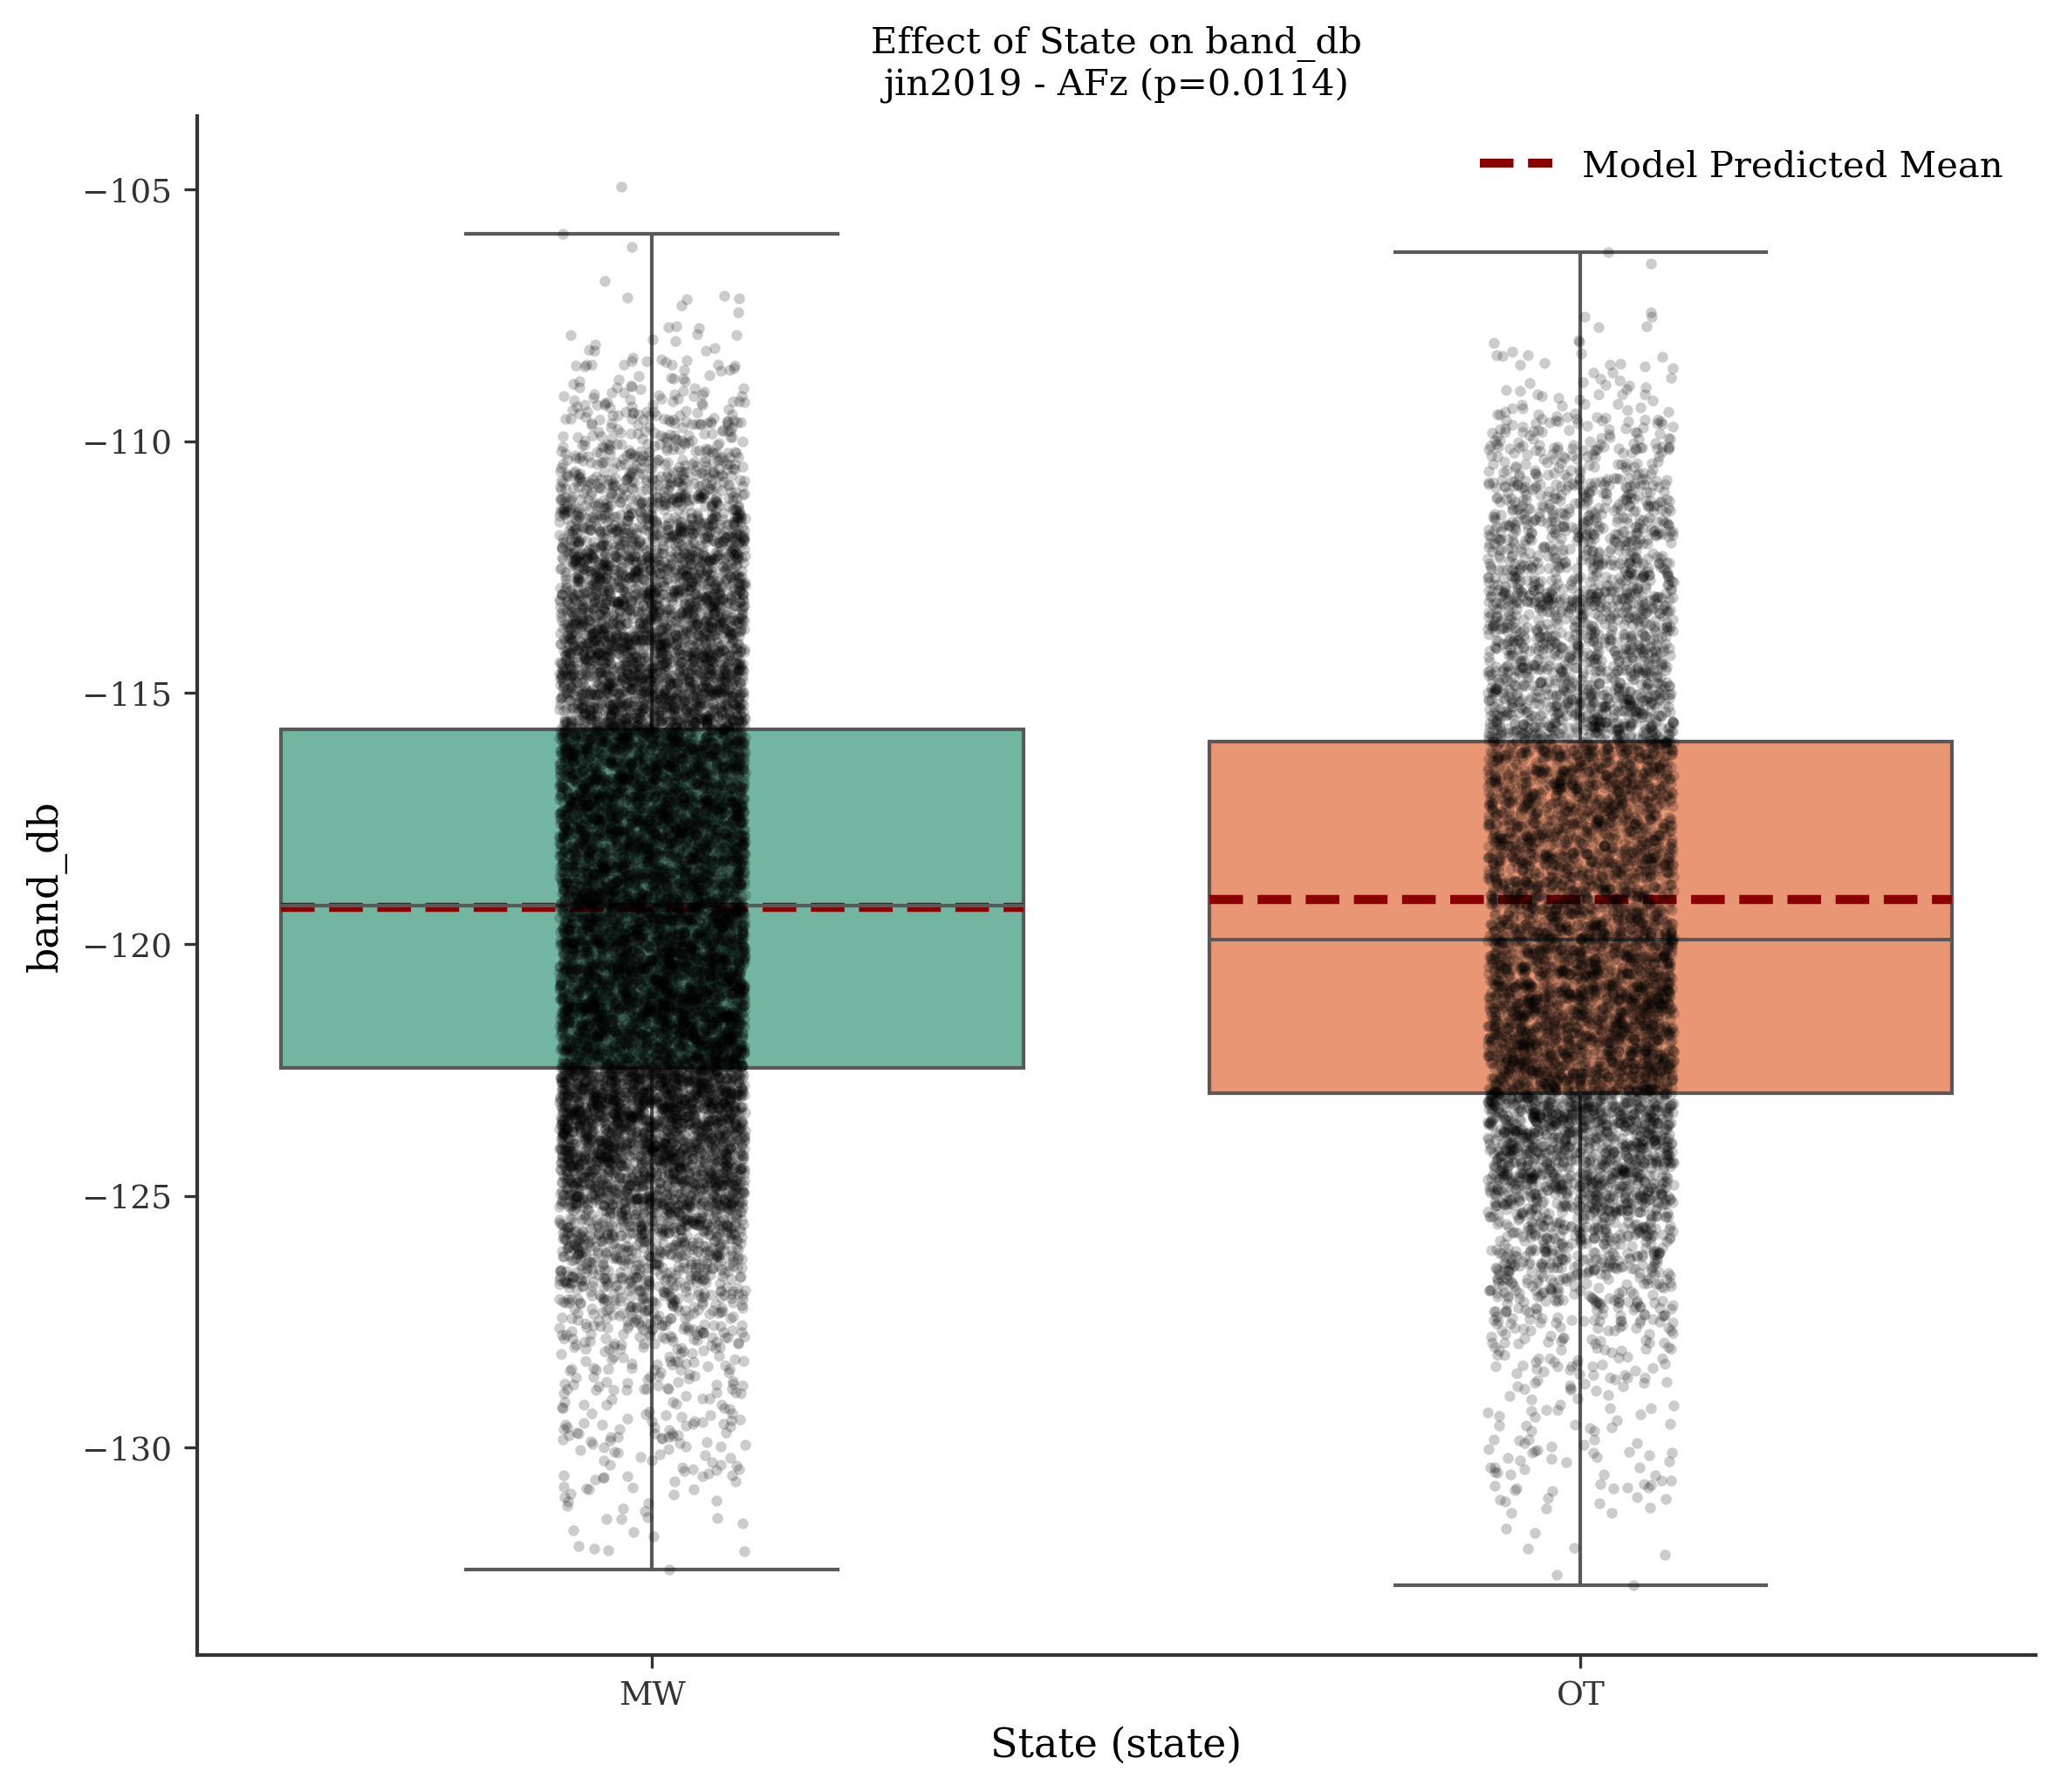 Effect of State on band_db
jin2019 - AFz (p=0.0114)
Model Predicted Mean
−105
−110
−115
−120
−125
−130
band_db
MW
OT
State (state)